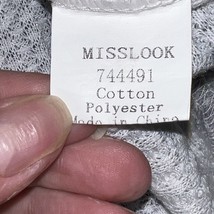 MISSLOOK
744491
Cotton
Polyester
Made in China